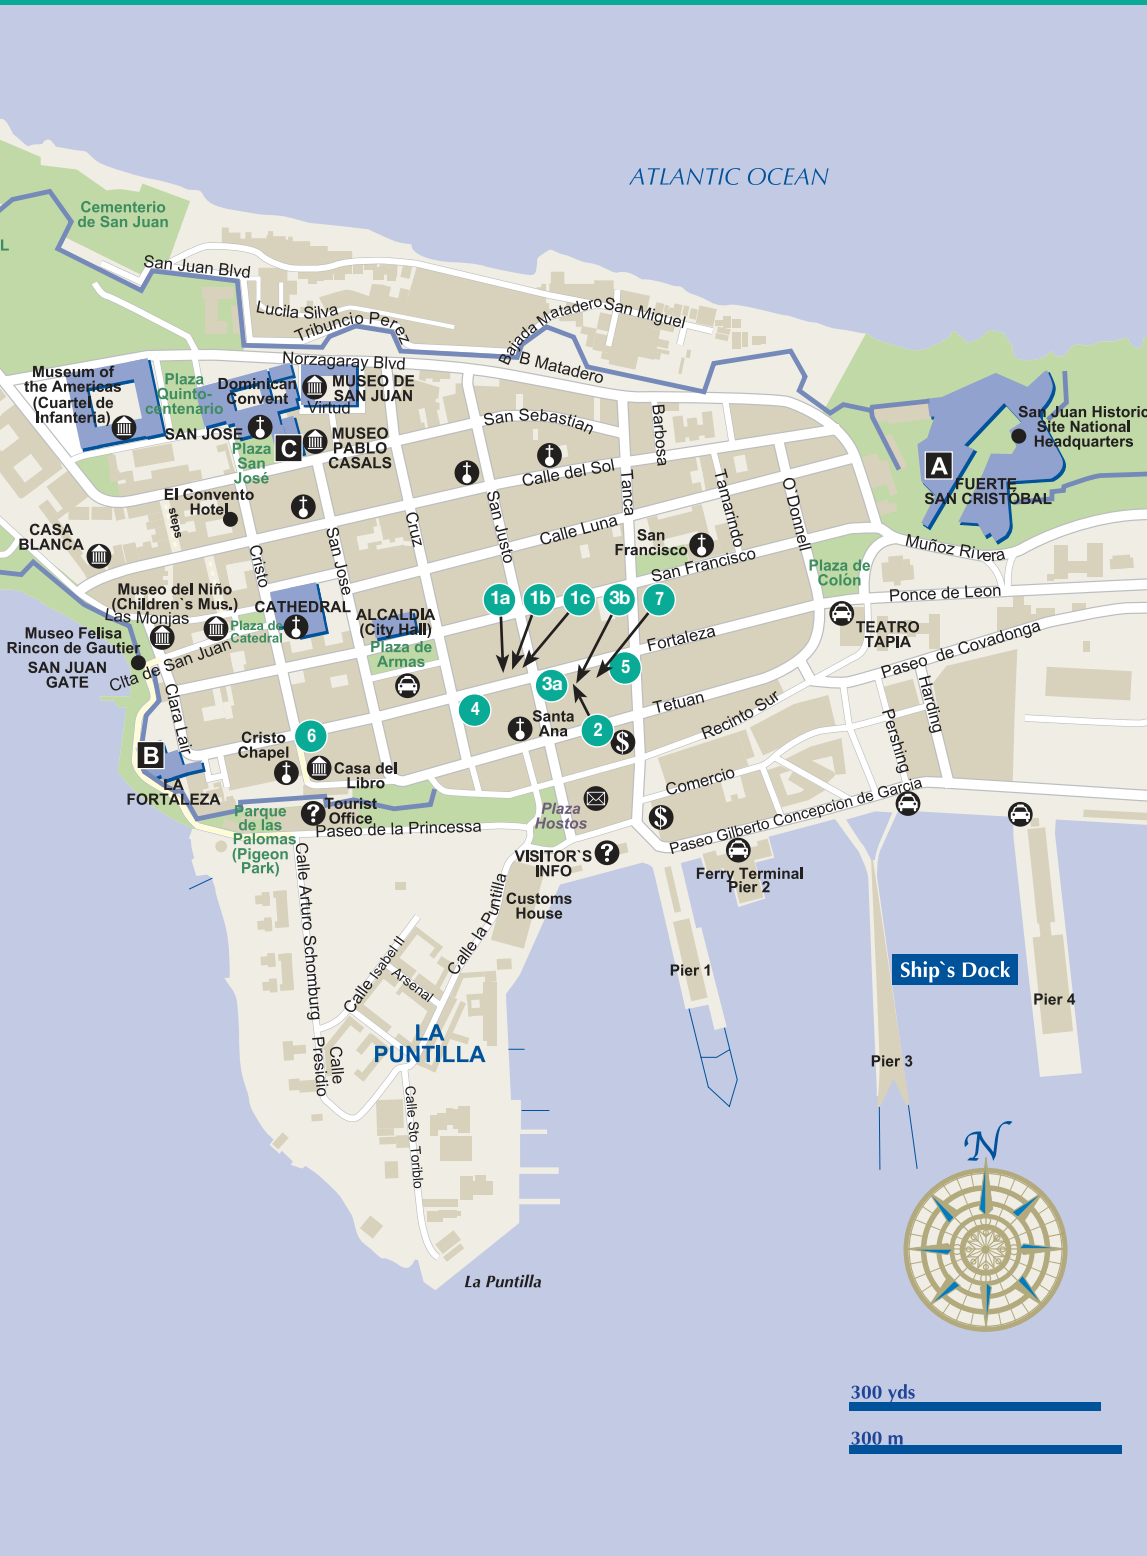 ATLANTIC OCEAN
Cementerio
de San Juan
L
San Juan Blvd
Lucila Silva
Tribuncio Perez
Bajada Matadero
San Miguel
B Matadero
Norzagaray Blvd
Museum of
the Americas
(Cuartel de
Infanteria)
Plaza
Quinto-
centenario
Dominican
Convent
MUSEO DE
SAN JUAN
Virtud
SAN JOSE
C
MUSEO
PABLO
CASALS
Plaza
San
José
San Sebastian
Barbosa
Calle del Sol
San Juan Historic
Site National
Headquarters
A
FUERTE
SAN CRISTÓBAL
El Convento
Hotel
steps
CASA
BLANCA
Cristo
San Jose
Cruz
San Justo
Tanca
Tamarindo
O`Donnell
Calle Luna
San
Francisco
San Francisco
Muñoz Rivera
Plaza de
Colón
Ponce de Leon
Museo del Niño
(Children`s Mus.)
Las Monjas
CATHEDRAL
Plaza de
Catedral
ALCALDIA
(City Hall)
Plaza de
Armas
1a
1b
1c
3b
7
TEATRO
TAPIA
Museo Felisa
Rincon de Gautier
SAN JUAN
GATE
Clta de San Juan
Clara Lair
Fortaleza
Paseo de Covadonga
5
3a
4
Santa
Ana
2
$
Tetuan
Recinto Sur
Harding
Pershing
6
Cristo
Chapel
B
LA
FORTALEZA
Casa del
Libro
Comercio
Parque
de las
Palomas
(Pigeon
Park)
?
Tourist
Office
Paseo de la Princessa
Plaza
Hostos
$
Paseo Gilberto Concepcion de Garcia
VISITOR`S
INFO
?
Ferry Terminal
Pier 2
Customs
House
Calle Arturo Schomburg
Calle la Puntilla
Calle Isabel II
Arsenal
Pier 1
Ship`s Dock
Pier 4
LA
PUNTILLA
Calle
Presidio
Pier 3
Calle Sto Toriblo
N
La Puntilla
300 yds
300 m